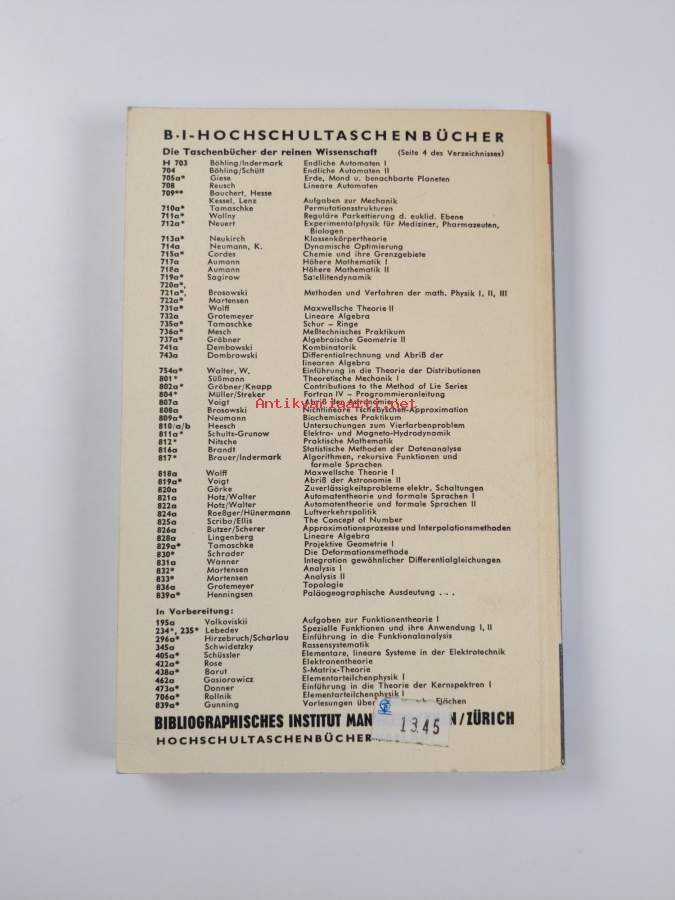 B·I-HOCHSCHULTASCHENBÜCHER
Die Taschenbücher der reinen Wissenschaft (Seite 4 des Verzeichnisses)
H 703 Böhling/Indermark Endliche Automaten I
704 Böhling/Schütt Endliche Automaten II
705a* Giese Erde, Mond u. benachbarte Planeten
708 Reusch Lineare Automaten
709** Bauchert, Hesse
Kessel, Lenz Aufgaben zur Mechanik
710a* Tamaschke Permutationsstrukturen
711a* Wollny Reguläre Parkettierung d. euklid. Ebene
712a* Neuert Experimentalphysik für Mediziner, Pharmazeuten,
Biologen
713a* Neukirch Klassenkörpertheorie
714a Neumann, K. Dynamische Optimierung
715a* Cordes Chemie und ihre Grenzgebiete
717a Aumann Höhere Mathematik I
718a Aumann Höhere Mathematik II
719a* Sagirow Satellitendynamik
720a*,
721a*, Brosowski Methoden und Verfahren der math. Physik I, II, III
722a* Martensen
731a* Wolff Maxwellsche Theorie II
732a Grotemeyer Lineare Algebra
735a* Tamaschke Schur - Ringe
736a* Mesch Meßtechnisches Praktikum
737a* Gröbner Algebraische Geometrie II
741a Dembowski Kombinatorik
743a Dombrowski Differentialrechnung und Abriß der
linearen Algebra
754a* Walter, W. Einführung in die Theorie der Distributionen
801* Süßmann Theoretische Mechanik I
802a* Gröbner/Knapp Contributions to the Method of Lie Series
804* Müller/Streker Fortran IV - Programmieranleitung
807a Voigt Abriß der Astronomie I
808a Brosowski Nichtlineare Tschebyscheff-Approximation
Antikvariaatti.net
809a* Neumann Biochemisches Praktikum
810/a/b Heesch Untersuchungen zum Vierfarbenproblem
811a* Schultz-Grunow Elektro- und Magneto-Hydrodynamik
812* Nitsche Praktische Mathematik
816a Brandt Statistische Methoden der Datenanalyse
817* Brauer/Indermark Algorithmen, rekursive Funktionen und
formale Sprachen
818a Wolff Maxwellsche Theorie I
819a* Voigt Abriß der Astronomie II
820a Görke Zuverlässigkeitsprobleme elektr. Schaltungen
821a Hotz/Walter Automatentheorie und formale Sprachen I
822a Hotz/Walter Automatentheorie und formale Sprachen II
824a Roeßger/Hünermann Luftverkehrspolitik
825a Scriba/Ellis The Concept of Number
826a Butzer/Scherer Approximationsprozesse und Interpolationsmethoden
828a Lingenberg Lineare Algebra
829a* Tamaschke Projektive Geometrie I
830* Schrader Die Deformationsmethode
831a Wanner Integration gewöhnlicher Differentialgleichungen
832* Martensen Analysis I
833* Martensen Analysis II
836a Grotemeyer Topologie
839a* Henningsen Paläogeographische Ausdeutung . . .
In Vorbereitung:
195a Volkoviskii Aufgaben zur Funktionentheorie I
234*, 235* Lebedev Spezielle Funktionen und ihre Anwendung I, II
296a* Hirzebruch/Scharlau Einführung in die Funktionalanalysis
345a Schwidetzky Rassensystematik
405a* Schüssler Elementare, lineare Systeme in der Elektrotechnik
422a* Rose Elektronentheorie
438a* Barut S-Matrix-Theorie
462a Gasiorowicz Elementarteilchenphysik I
473a* Donner Einführung in die Theorie der Kernspektren I
706a* Rollnik Elementarteilchenphysik I
839a* Gunning Vorlesungen über Flächen
BIBLIOGRAPHISCHES INSTITUT MAN N/ZÜRICH
HOCHSCHULTASCHENBÜCHER
13.45